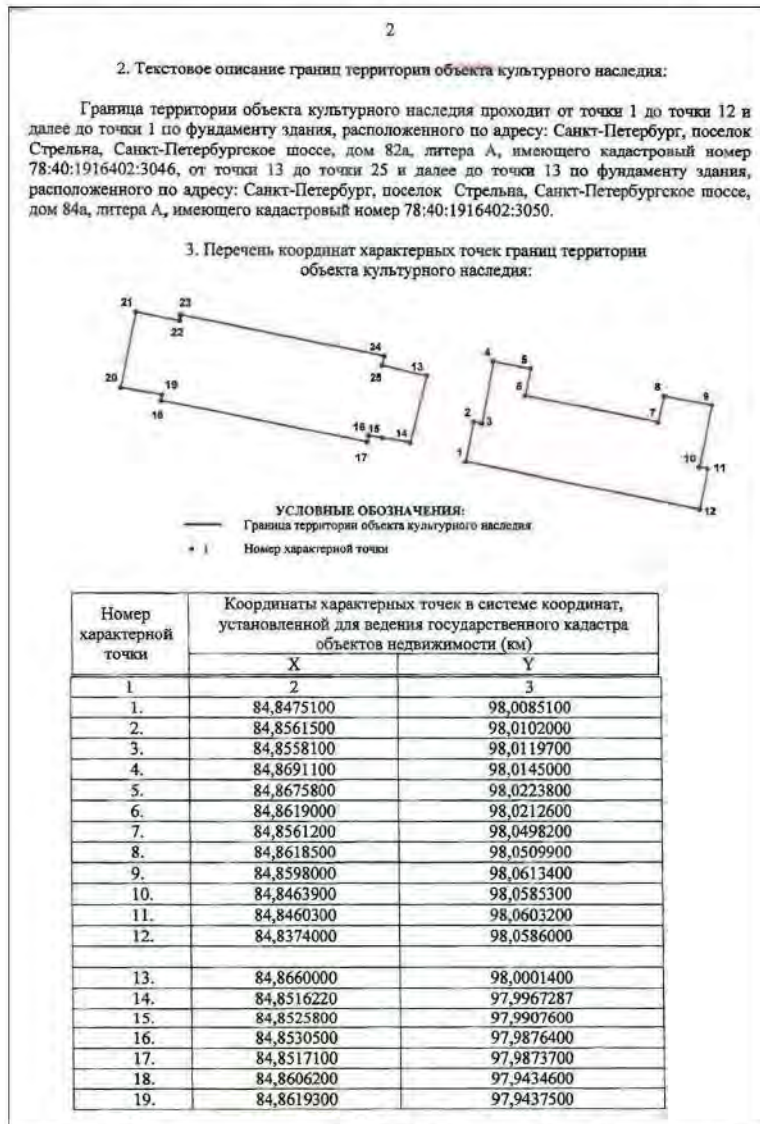 2
2. Текстовое описание границ территории объекта культурного наследия:
Граница территории объекта культурного наследия проходит от точки 1 до точки 12 и
далее до точки 1 по фундаменту здания, расположенного по адресу: Санкт-Петербург, поселок
Стрельна, Санкт-Петербургское шоссе, дом 82а, литера А, имеющего кадастровый номер
78:40:1916402:3046, от точки 13 до точки 25 и далее до точки 13 по фундаменту здания,
расположенного по адресу: Санкт-Петербург, поселок Стрельна, Санкт-Петербургское шоссе,
дом 84а, литера А, имеющего кадастровый номер 78:40:1916402:3050.
3. Перечень координат характерных точек границ территории
объекта культурного наследия:
21 23
22
24
25 13
20 19
18
16 15 14
17
4 5
6 8 9
2 3 7
1 10 11
12
УСЛОВНЫЕ ОБОЗНАЧЕНИЯ:
Граница территории объекта культурного наследия
1 Номер характерной точки
Номер характерной точки
Координаты характерных точек в системе координат,
установленной для ведения государственного кадастра
объектов недвижимости (км)
X Y
1 2 3
1. 84,8475100 98,0085100
2. 84,8561500 98,0102000
3. 84,8558100 98,0119700
4. 84,8691100 98,0145000
5. 84,8675800 98,0223800
6. 84,8619000 98,0212600
7. 84,8561200 98,0498200
8. 84,8618500 98,0509900
9. 84,8598000 98,0613400
10. 84,8463900 98,0585300
11. 84,8460300 98,0603200
12. 84,8374000 98,0586000
13. 84,8660000 98,0001400
14. 84,8516220 97,9967287
15. 84,8525800 97,9907600
16. 84,8530500 97,9876400
17. 84,8517100 97,9873700
18. 84,8606200 97,9434600
19. 84,8619300 97,9437500